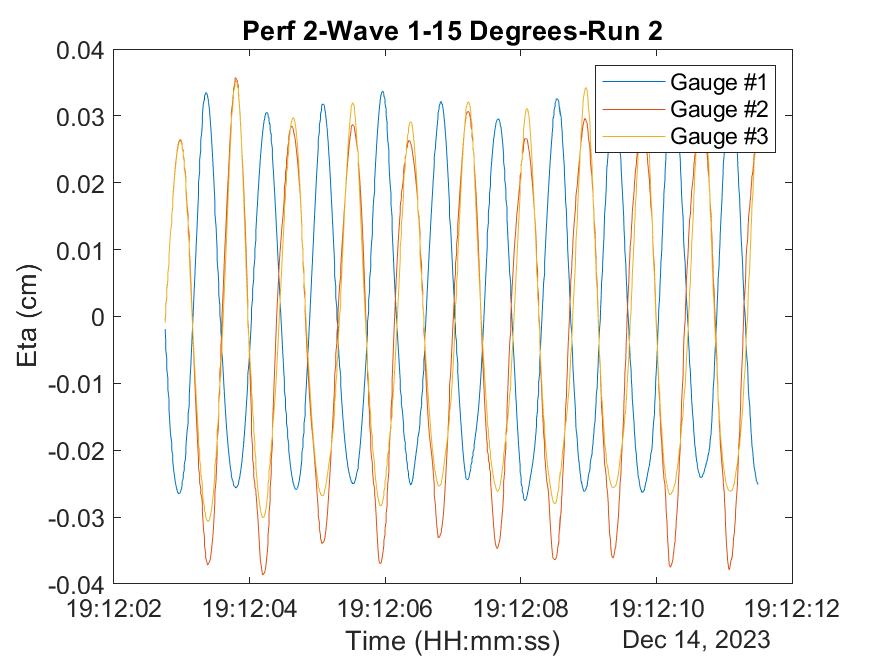 Perf 2-Wave 1-15 Degrees-Run 2
Gauge #1
Gauge #2
Gauge #3
0.04
0.03
0.02
0.01
0
-0.01
-0.02
-0.03
-0.04
Eta (cm)
19:12:02 19:12:04 19:12:06 19:12:08 19:12:10 19:12:12
Time (HH:mm:ss)
Dec 14, 2023